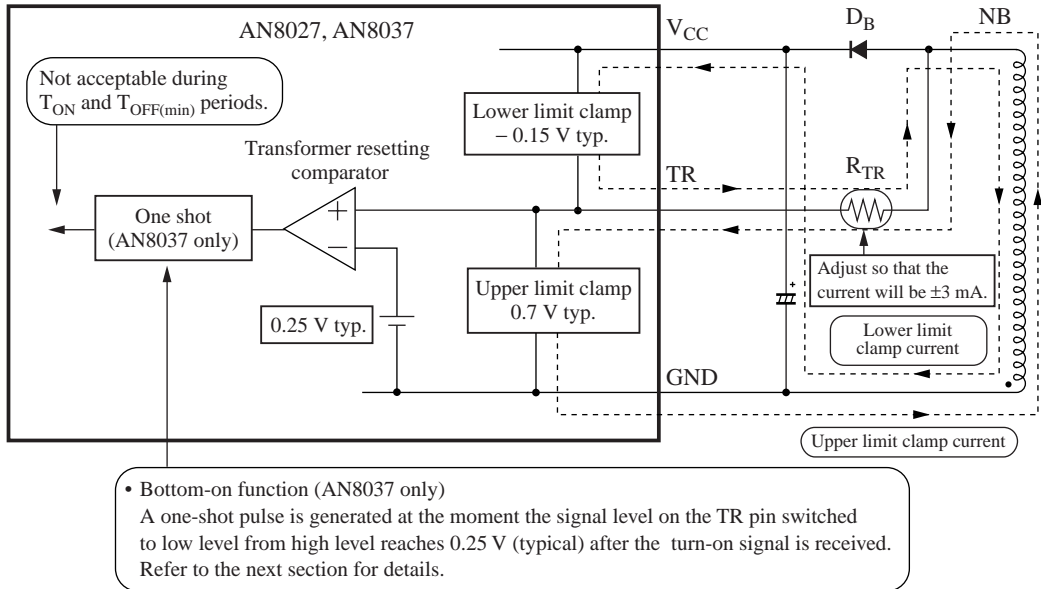 AN8027, AN8037
V_CC
D_B
NB
Not acceptable during
T_ON and T_OFF(min) periods.
Lower limit clamp
– 0.15 V typ.
Transformer resetting
comparator
TR
R_TR
+
−
One shot
(AN8037 only)
Upper limit clamp
0.7 V typ.
0.25 V typ.
+
Adjust so that the
current will be ±3 mA.
Lower limit
clamp current
GND
Upper limit clamp current
• Bottom-on function (AN8037 only)
A one-shot pulse is generated at the moment the signal level on the TR pin switched
to low level from high level reaches 0.25 V (typical) after the turn-on signal is received.
Refer to the next section for details.